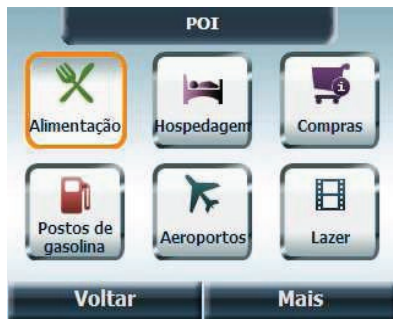 POI
Alimentação
Hospedagem
Compras
Postos de
gasolina
Aeroportos
Lazer
Voltar
Mais